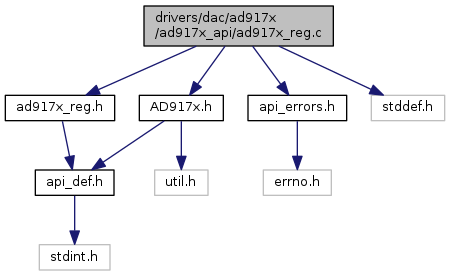 drivers/dac/ad917x
/ad917x_api/ad917x_reg.c
ad917x_reg.h
AD917x.h
api_errors.h
stddef.h
api_def.h
util.h
errno.h
stdint.h